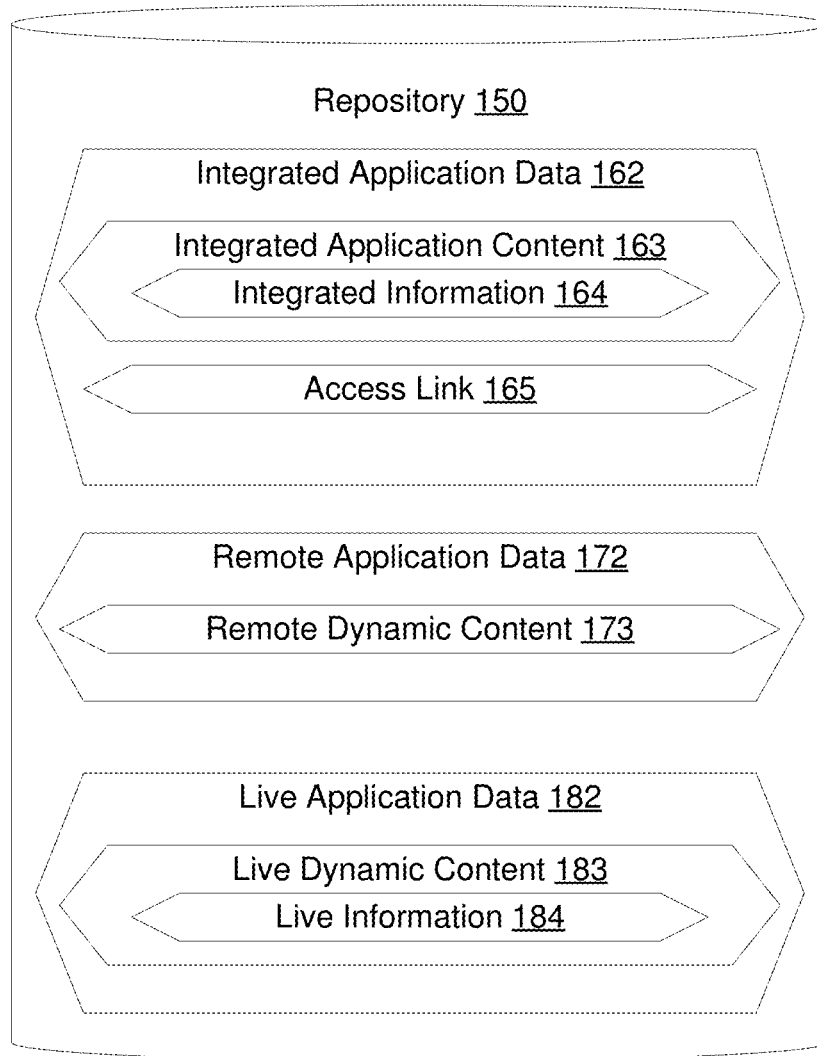 Repository 150
Integrated Application Data 162
Integrated Application Content 163
Integrated Information 164
Access Link 165
Remote Application Data 172
Remote Dynamic Content 173
Live Application Data 182
Live Dynamic Content 183
Live Information 184